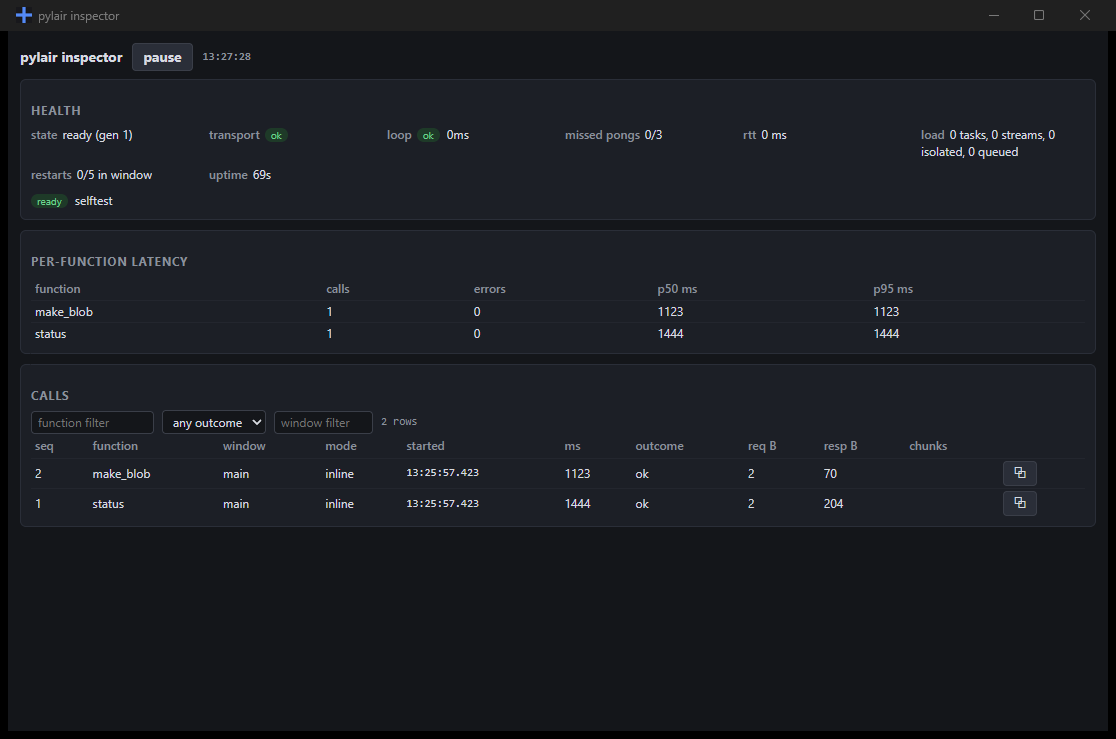 pylair inspector
pylair inspector pause 13:27:28
HEALTH
state ready (gen 1) transport ok loop ok 0ms missed pongs 0/3 rtt 0 ms load 0 tasks, 0 streams, 0
isolated, 0 queued
restarts 0/5 in window uptime 69s
ready selftest
PER-FUNCTION LATENCY
function calls errors p50 ms p95 ms
make_blob 1 0 1123 1123
status 1 0 1444 1444
CALLS
function filter any outcome window filter 2 rows
seq function window mode started ms outcome req B resp B chunks
2 make_blob main inline 13:25:57.423 1123 ok 2 70
1 status main inline 13:25:57.423 1444 ok 2 204